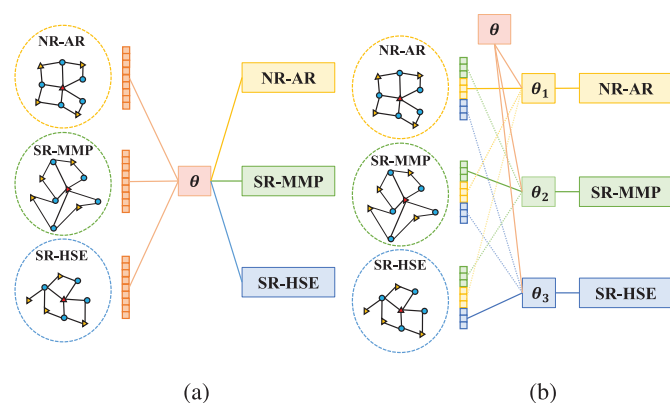 NR-AR
SR-MMP
SR-HSE
θ
NR-AR
SR-MMP
SR-HSE
(a)
NR-AR
SR-MMP
SR-HSE
θ
θ₁
θ₂
θ₃
NR-AR
SR-MMP
SR-HSE
(b)